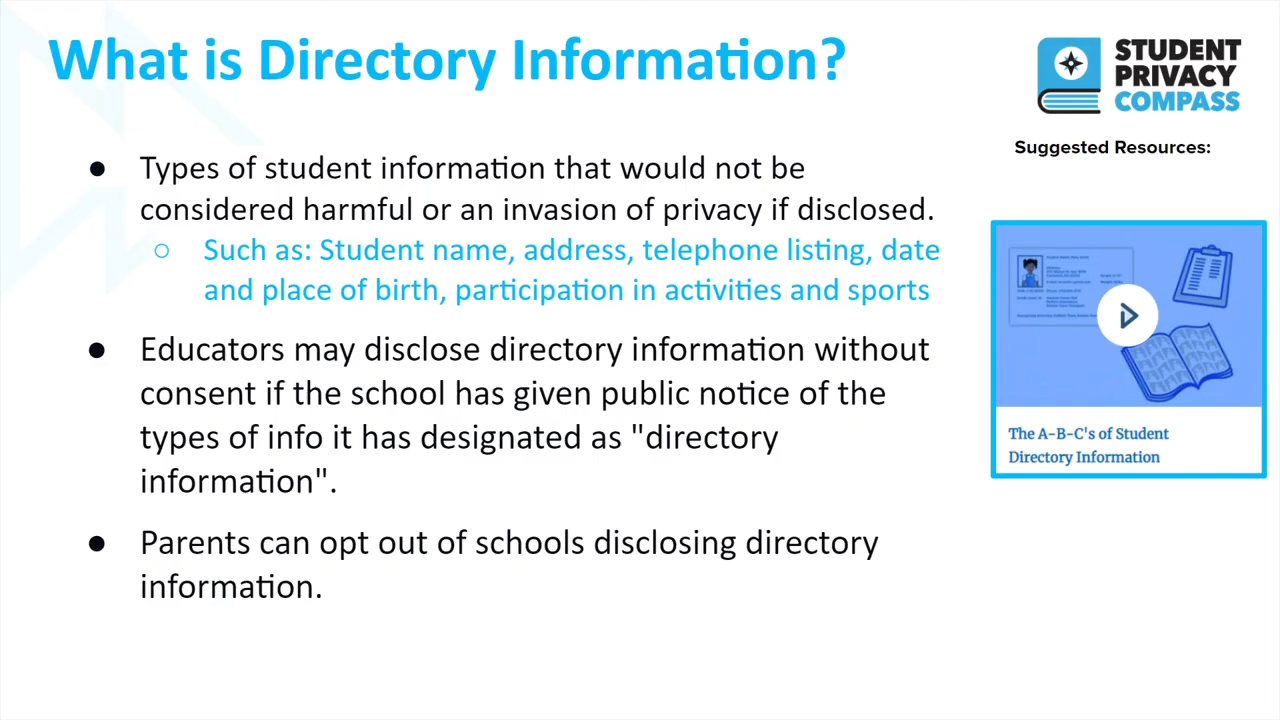 What is Directory Information?
STUDENT
PRIVACY
COMPASS
Suggested Resources:
● Types of student information that would not be
considered harmful or an invasion of privacy if disclosed.
○ Such as: Student name, address, telephone listing, date
and place of birth, participation in activities and sports
● Educators may disclose directory information without
consent if the school has given public notice of the
types of info it has designated as "directory
information".
● Parents can opt out of schools disclosing directory
information.
The A-B-C's of Student
Directory Information